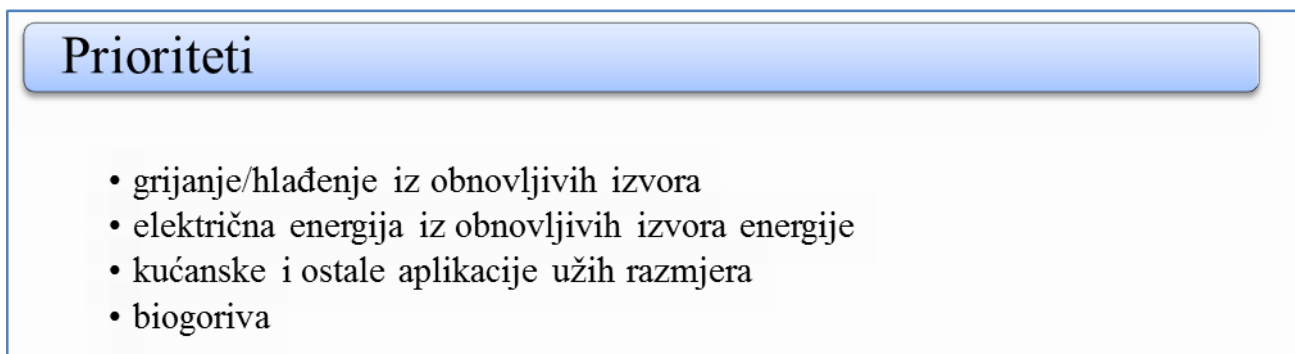 Prioriteti
• grijanje/hlađenje iz obnovljivih izvora
• električna energija iz obnovljivih izvora energije
• kućanske i ostale aplikacije užih razmjera
• biogoriva